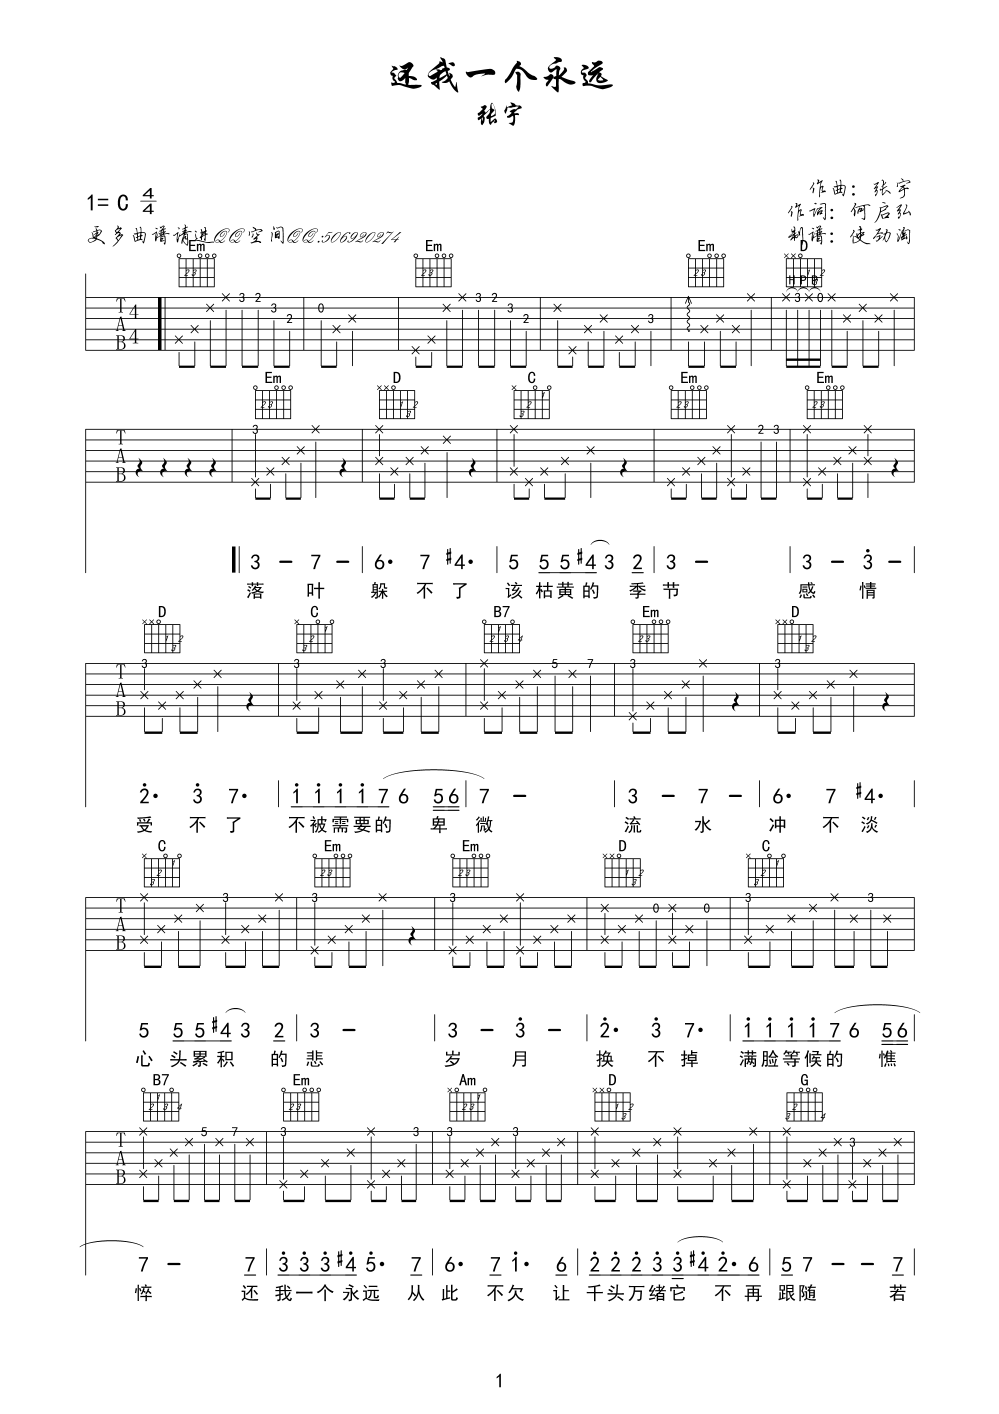 还我一个永远
张宇
1= C 4/4
作曲: 张宇
作词: 何启弘
更多曲谱请进QQ空间QQ:506920274
制谱: 使劲淘
Em Em Em D
H P P
3 2 3 2 0 3 2 3 2 3 3 0
T A B 4/4
Em D C Em Em
3 2 3
T A B
3 - 7 - 6· 7 #4· 5 5 5 #4 3 2 3 - 3 - 3 -
落 叶 躲 不 了 该 枯黄的 季 节 感 情
D C B7 Em D
3 3 3 5 7 3 3
T A B
2· 3 7· 1 1 1 1 7 6 5 6 7 - 3 - 7 - 6· 7 #4·
受 不 了 不被需要的 卑 微 流 水 冲 不 淡
C Em Em D C
3 3 3 3 0 0 3 3
T A B
5 5 5 #4 3 2 3 - 3 - 3 - 2· 3 7· 1 1 1 1 7 6 5 6
心 头累积 的 悲 岁 月 换 不 掉 满脸等候的 憔
B7 Em Am D G
5 7 3 3 3 3 3
T A B
7 - 7 3 3 3 #4 5· 7 6· 7 1· 6 2 2 2 3 3 #4 2· 6 5 7 - 7
悴 还 我一个 永远 从 此 不欠 让 千头万绪它 不 再 跟随 若
1